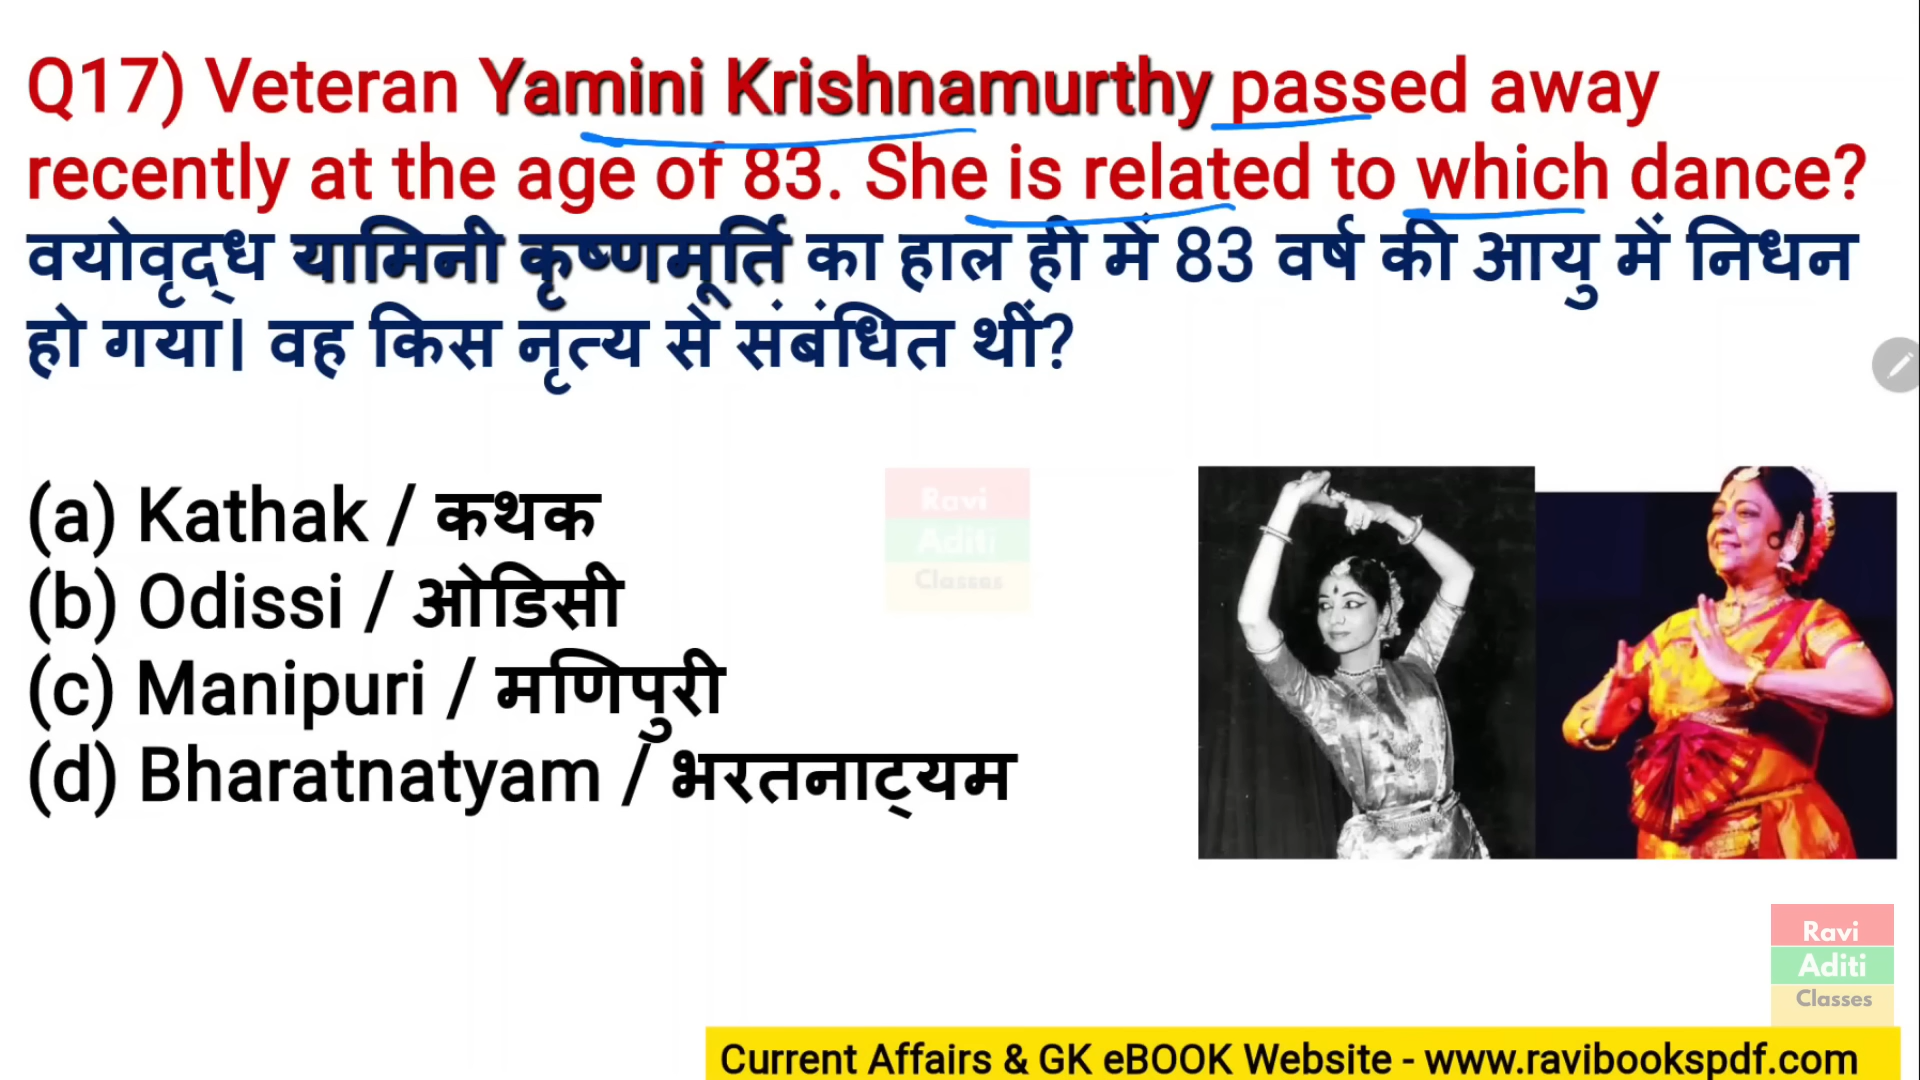 Q17) Veteran Yamini Krishnamurthy passed away
recently at the age of 83. She is related to which dance?
वयोवृद्ध यामिनी कृष्णमूर्ति का हाल ही में 83 वर्ष की आयु में निधन
हो गया। वह किस नृत्य से संबंधित थीं?
(a) Kathak / कथक
(b) Odissi / ओडिसी
(c) Manipuri / मणिपुरी
(d) Bharatnatyam / भरतनाट्यम
Ravi
Aditi
Classes
Ravi
Aditi
Classes
Current Affairs & GK eBOOK Website - www.ravibookspdf.com